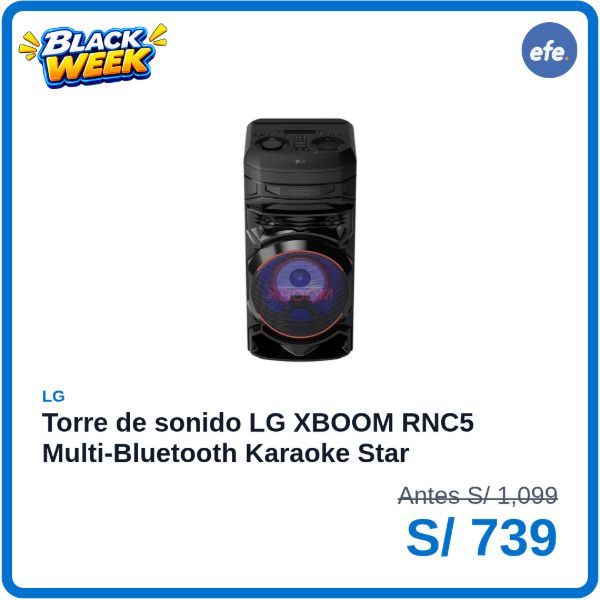 BLACK
WEEK
efe.
LG
XBOOM
XBOOM
LG
Torre de sonido LG XBOOM RNC5
Multi-Bluetooth Karaoke Star
Antes S/ 1,099
S/ 739